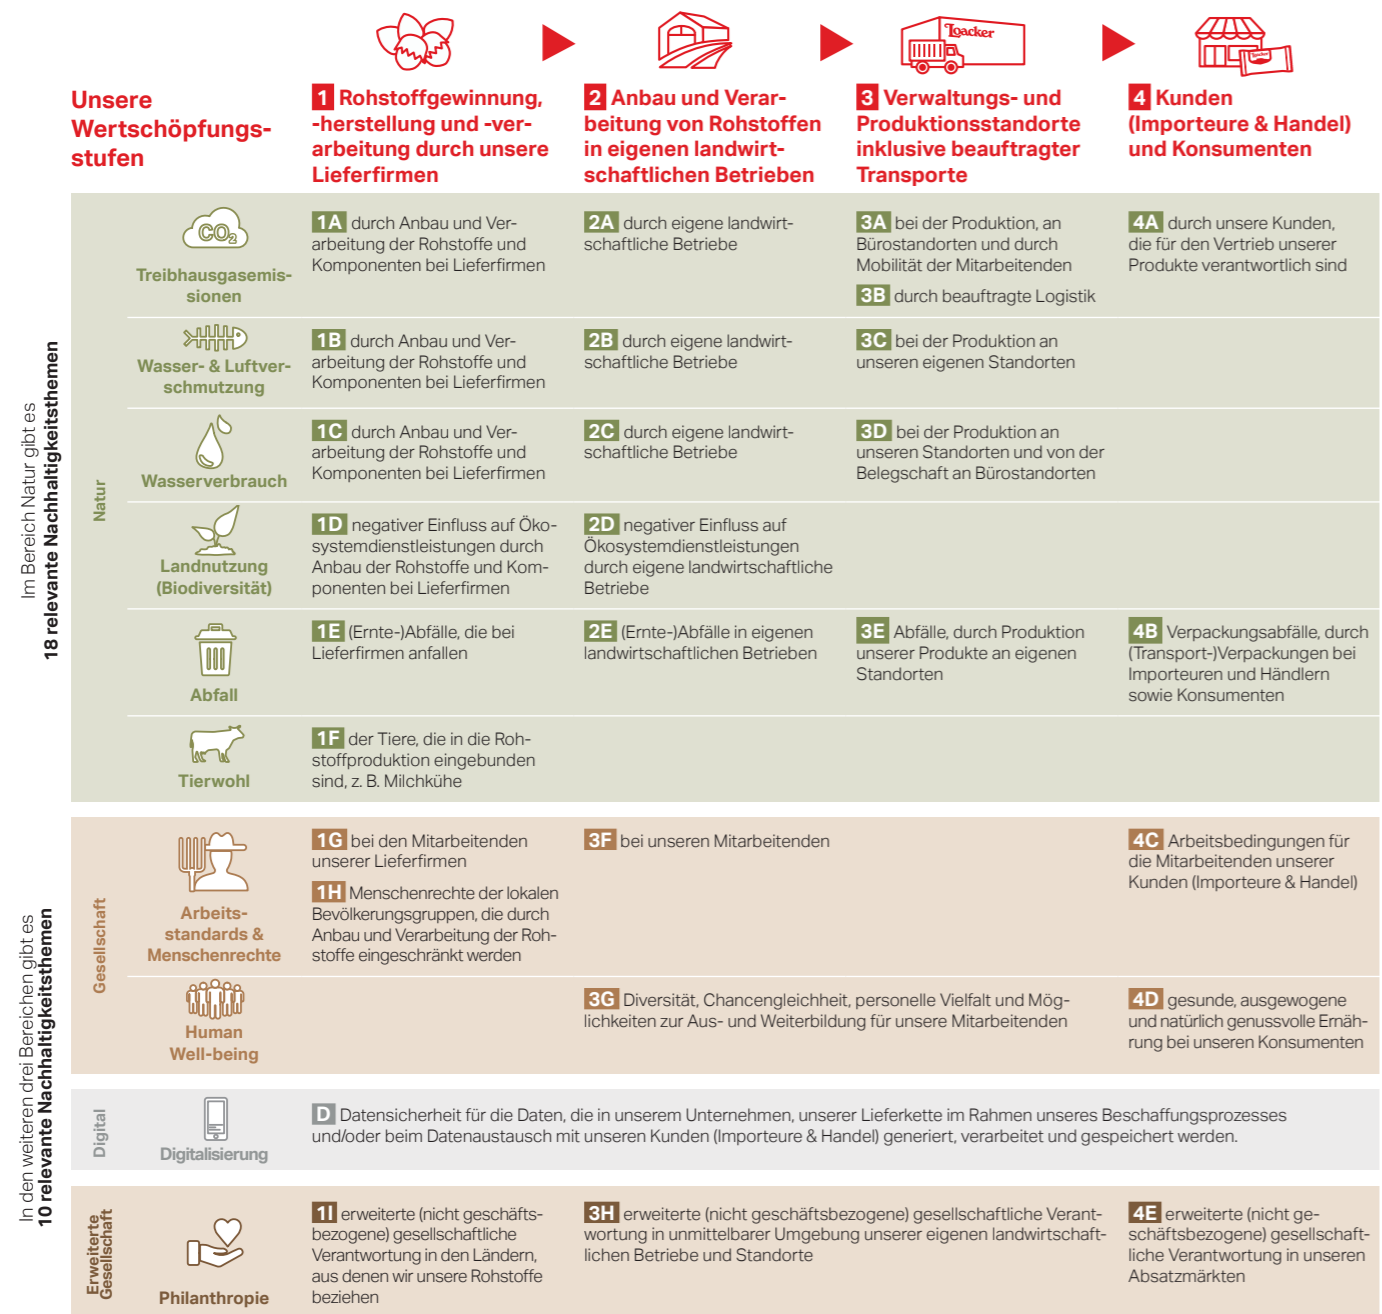 Loacker
Loacker
Unsere
Wertschöpfungs-
stufen
1 Rohstoffgewinnung,
-herstellung und -ver-
arbeitung durch unsere
Lieferfirmen
2 Anbau und Verar-
beitung von Rohstoffen
in eigenen landwirt-
schaftlichen Betrieben
3 Verwaltungs- und
Produktionsstandorte
inklusive beauftragter
Transporte
4 Kunden
(Importeure & Handel)
und Konsumenten
Im Bereich Natur gibt es
18 relevante Nachhaltigkeitsthemen
Natur
CO2
Treibhausgasemis-
sionen
1A durch Anbau und Ver-
arbeitung der Rohstoffe und
Komponenten bei Lieferfirmen
2A durch eigene landwirt-
schaftliche Betriebe
3A bei der Produktion, an
Bürostandorten und durch
Mobilität der Mitarbeitenden
3B durch beauftragte Logistik
4A durch unsere Kunden,
die für den Vertrieb unserer
Produkte verantwortlich sind
Wasser- & Luftver-
schmutzung
1B durch Anbau und Ver-
arbeitung der Rohstoffe und
Komponenten bei Lieferfirmen
2B durch eigene landwirt-
schaftliche Betriebe
3C bei der Produktion an
unseren eigenen Standorten
Wasserverbrauch
1C durch Anbau und Ver-
arbeitung der Rohstoffe und
Komponenten bei Lieferfirmen
2C durch eigene landwirt-
schaftliche Betriebe
3D bei der Produktion an
unseren Standorten und von der
Belegschaft an Bürostandorten
Landnutzung
(Biodiversität)
1D negativer Einfluss auf Öko-
systemdienstleistungen durch
Anbau der Rohstoffe und Kom-
ponenten bei Lieferfirmen
2D negativer Einfluss auf
Ökosystemdienstleistungen
durch eigene landwirtschaftliche
Betriebe
Abfall
1E (Ernte-)Abfälle, die bei
Lieferfirmen anfallen
2E (Ernte-)Abfälle in eigenen
landwirtschaftlichen Betrieben
3E Abfälle, durch Produktion
unserer Produkte an eigenen
Standorten
4B Verpackungsabfälle, durch
(Transport-)Verpackungen bei
Importeuren und Händlern
sowie Konsumenten
Tierwohl
1F der Tiere, die in die Roh-
stoffproduktion eingebunden
sind, z. B. Milchkühe
In den weiteren drei Bereichen gibt es
10 relevante Nachhaltigkeitsthemen
Gesellschaft
Arbeits-
standards &
Menschenrechte
1G bei den Mitarbeitenden
unserer Lieferfirmen
1H Menschenrechte der lokalen
Bevölkerungsgruppen, die durch
Anbau und Verarbeitung der Roh-
stoffe eingeschränkt werden
3F bei unseren Mitarbeitenden
4C Arbeitsbedingungen für
die Mitarbeitenden unserer
Kunden (Importeure & Handel)
Human
Well-being
3G Diversität, Chancengleichheit, personelle Vielfalt und Mög-
lichkeiten zur Aus- und Weiterbildung für unsere Mitarbeitenden
4D gesunde, ausgewogene
und natürlich genussvolle Ernäh-
rung bei unseren Konsumenten
Digital
Digitalisierung
D Datensicherheit für die Daten, die in unserem Unternehmen, unserer Lieferkette im Rahmen unseres Beschaffungsprozesses
und/oder beim Datenaustausch mit unseren Kunden (Importeure & Handel) generiert, verarbeitet und gespeichert werden.
Erweiterte
Gesellschaft
Philanthropie
1I erweiterte (nicht geschäfts-
bezogene) gesellschaftliche
Verantwortung in den Ländern,
aus denen wir unsere Rohstoffe
beziehen
3H erweiterte (nicht geschäftsbezogene) gesellschaftliche Verant-
wortung in unmittelbarer Umgebung unserer eigenen landwirtschaft-
lichen Betriebe und Standorte
4E erweiterte (nicht ge-
schäftsbezogene) gesellschaft-
liche Verantwortung in unseren
Absatzmärkten